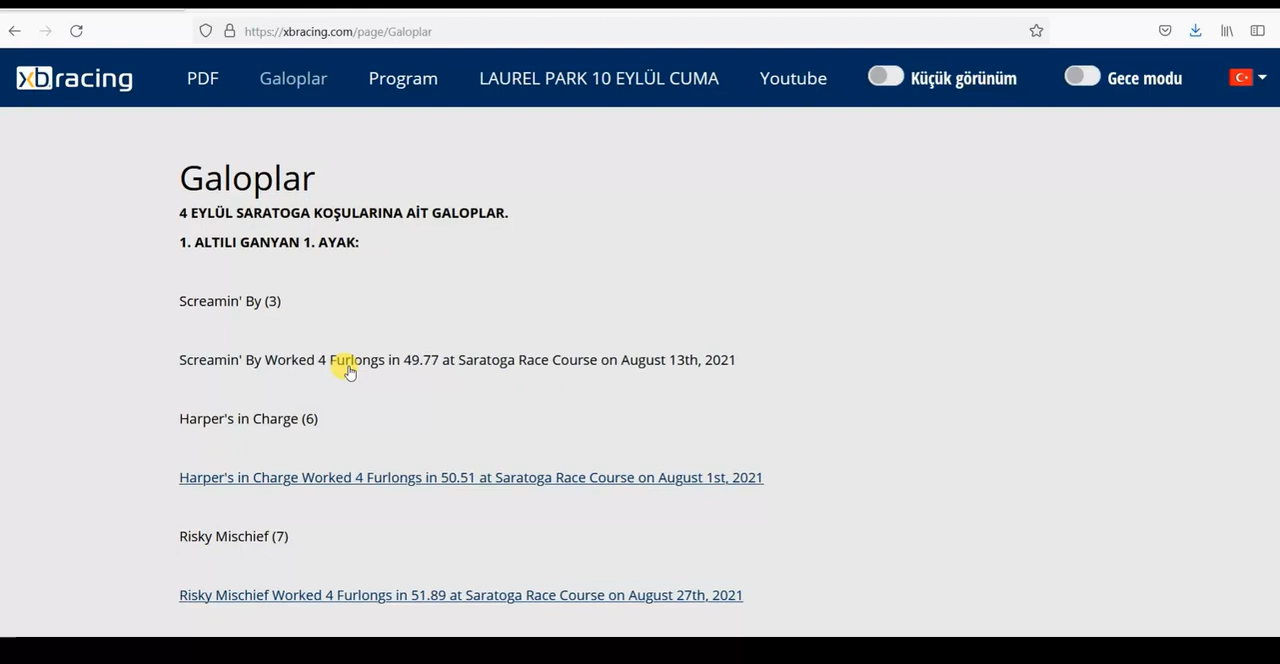 https://xbracing.com/page/Galoplar
xbracing PDF Galoplar Program LAUREL PARK 10 EYLÜL CUMA Youtube Küçük görünüm Gece modu
Galoplar
4 EYLÜL SARATOGA KOŞULARINA AİT GALOPLAR.
1. ALTILI GANYAN 1. AYAK:
Screamin' By (3)
Screamin' By Worked 4 Furlongs in 49.77 at Saratoga Race Course on August 13th, 2021
Harper's in Charge (6)
Harper's in Charge Worked 4 Furlongs in 50.51 at Saratoga Race Course on August 1st, 2021
Risky Mischief (7)
Risky Mischief Worked 4 Furlongs in 51.89 at Saratoga Race Course on August 27th, 2021